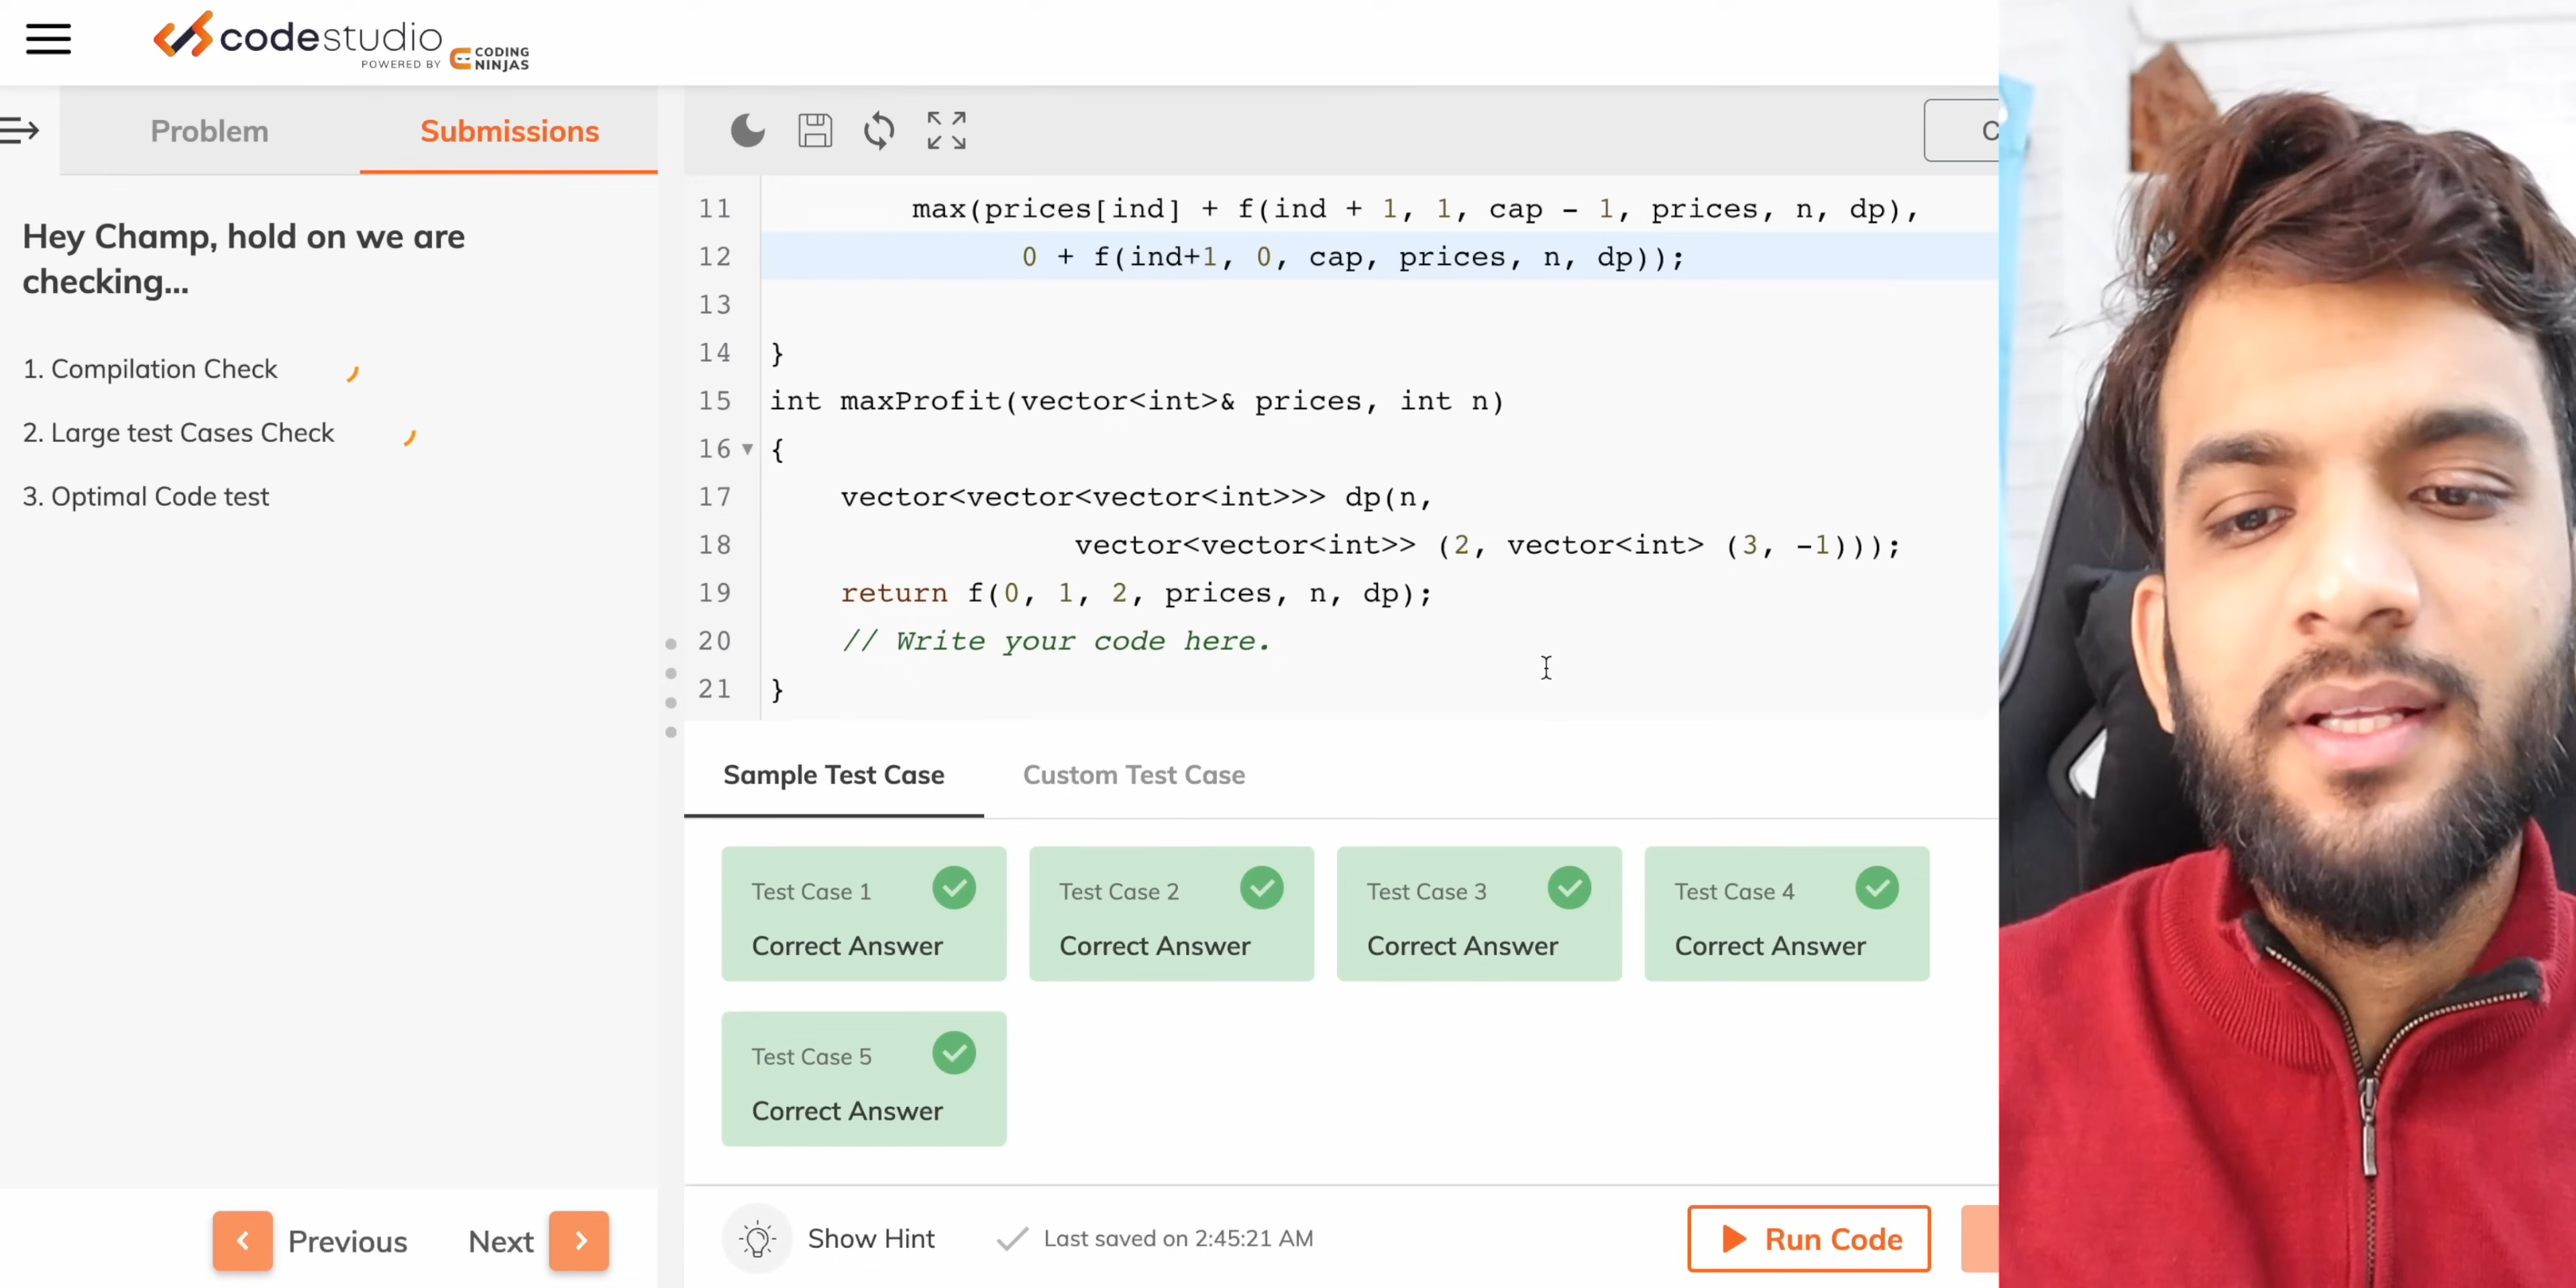 codestudio
POWERED BY CODING NINJAS
Problem
Submissions
Hey Champ, hold on we are
checking...
1. Compilation Check
2. Large test Cases Check
3. Optimal Code test
Previous
Next
C
11 max(prices[ind] + f(ind + 1, 1, cap - 1, prices, n, dp),
12 0 + f(ind+1, 0, cap, prices, n, dp));
13
14 }
15 int maxProfit(vector<int>& prices, int n)
16 {
17 vector<vector<vector<int>>> dp(n,
18 vector<vector<int>> (2, vector<int> (3, -1)));
19 return f(0, 1, 2, prices, n, dp);
20 // Write your code here.
21 }
Sample Test Case
Custom Test Case
Test Case 1
Correct Answer
Test Case 2
Correct Answer
Test Case 3
Correct Answer
Test Case 4
Correct Answer
Test Case 5
Correct Answer
Show Hint
Last saved on 2:45:21 AM
Run Code